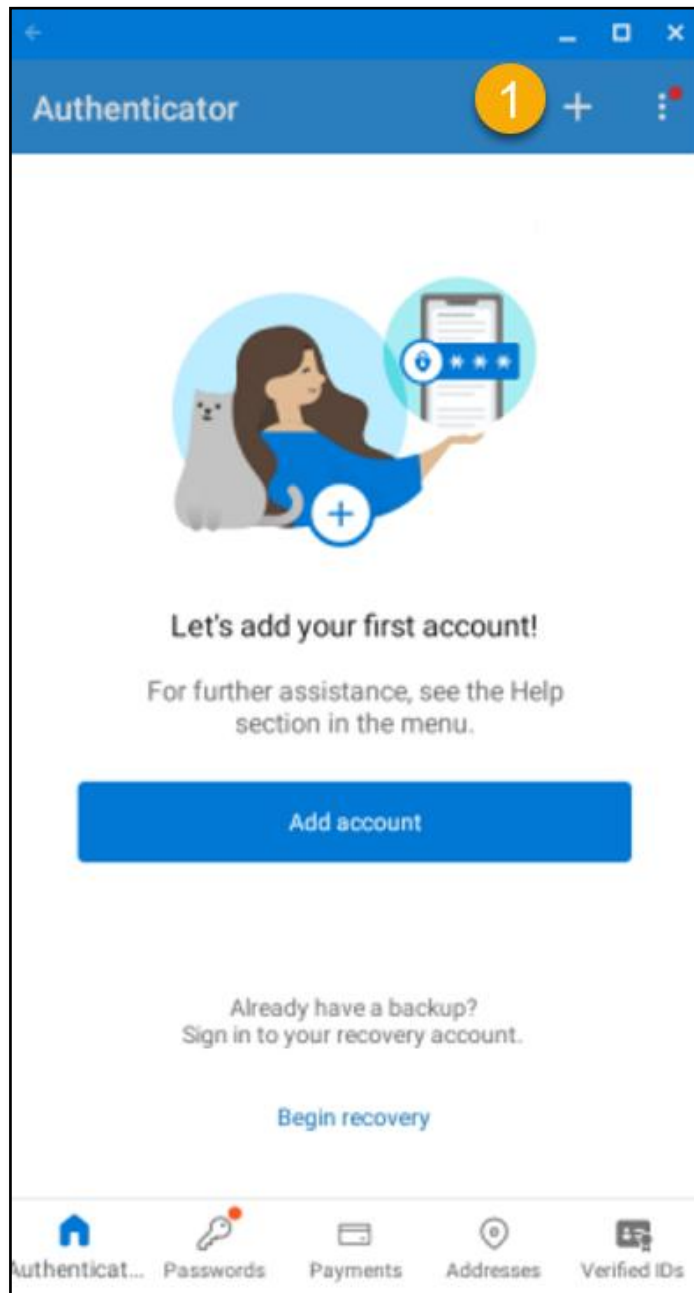 Authenticator
1
***
Let's add your first account!
For further assistance, see the Help
section in the menu.
Add account
Already have a backup?
Sign in to your recovery account.
Begin recovery
Authenticat... Passwords Payments Addresses Verified IDs